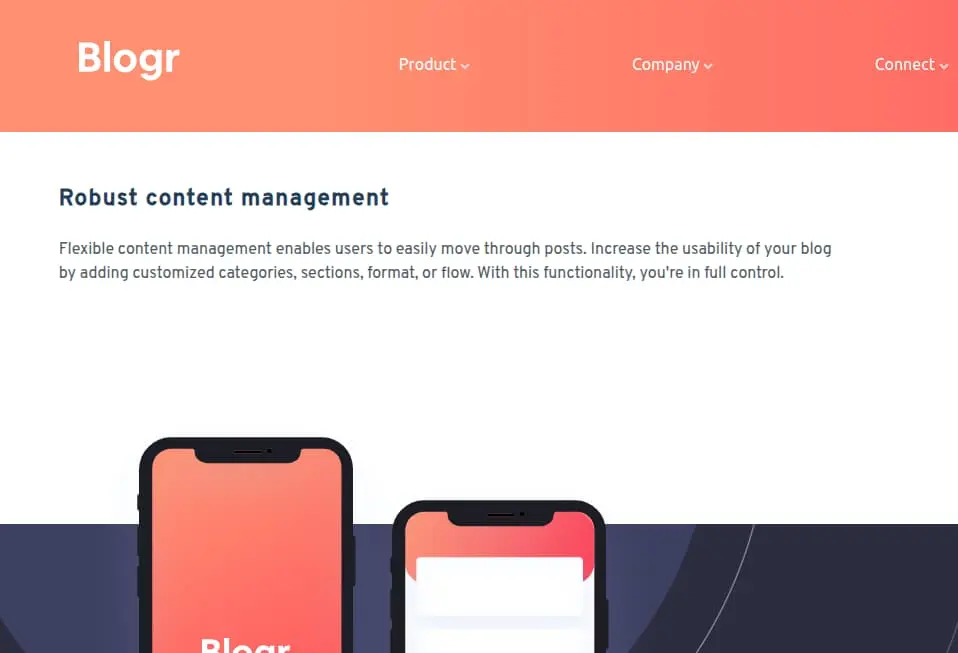 Blogr
Product
Company
Connect
Robust content management
Flexible content management enables users to easily move through posts. Increase the usability of your blog
by adding customized categories, sections, format, or flow. With this functionality, you're in full control.
Blogr